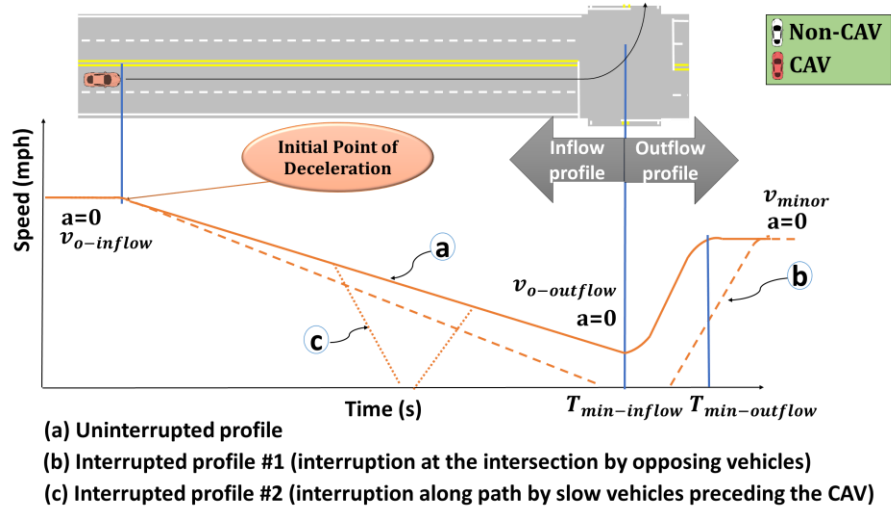 Non-CAV
CAV
Initial Point of
Deceleration
Inflow
profile
Outflow
profile
Speed (mph)
a=0
v_{o-inflow}
a
v_{o-outflow}
a=0
v_{minor}
a=0
b
c
Time (s)
T_{min-inflow}
T_{min-outflow}
(a) Uninterrupted profile
(b) Interrupted profile #1 (interruption at the intersection by opposing vehicles)
(c) Interrupted profile #2 (interruption along path by slow vehicles preceding the CAV)